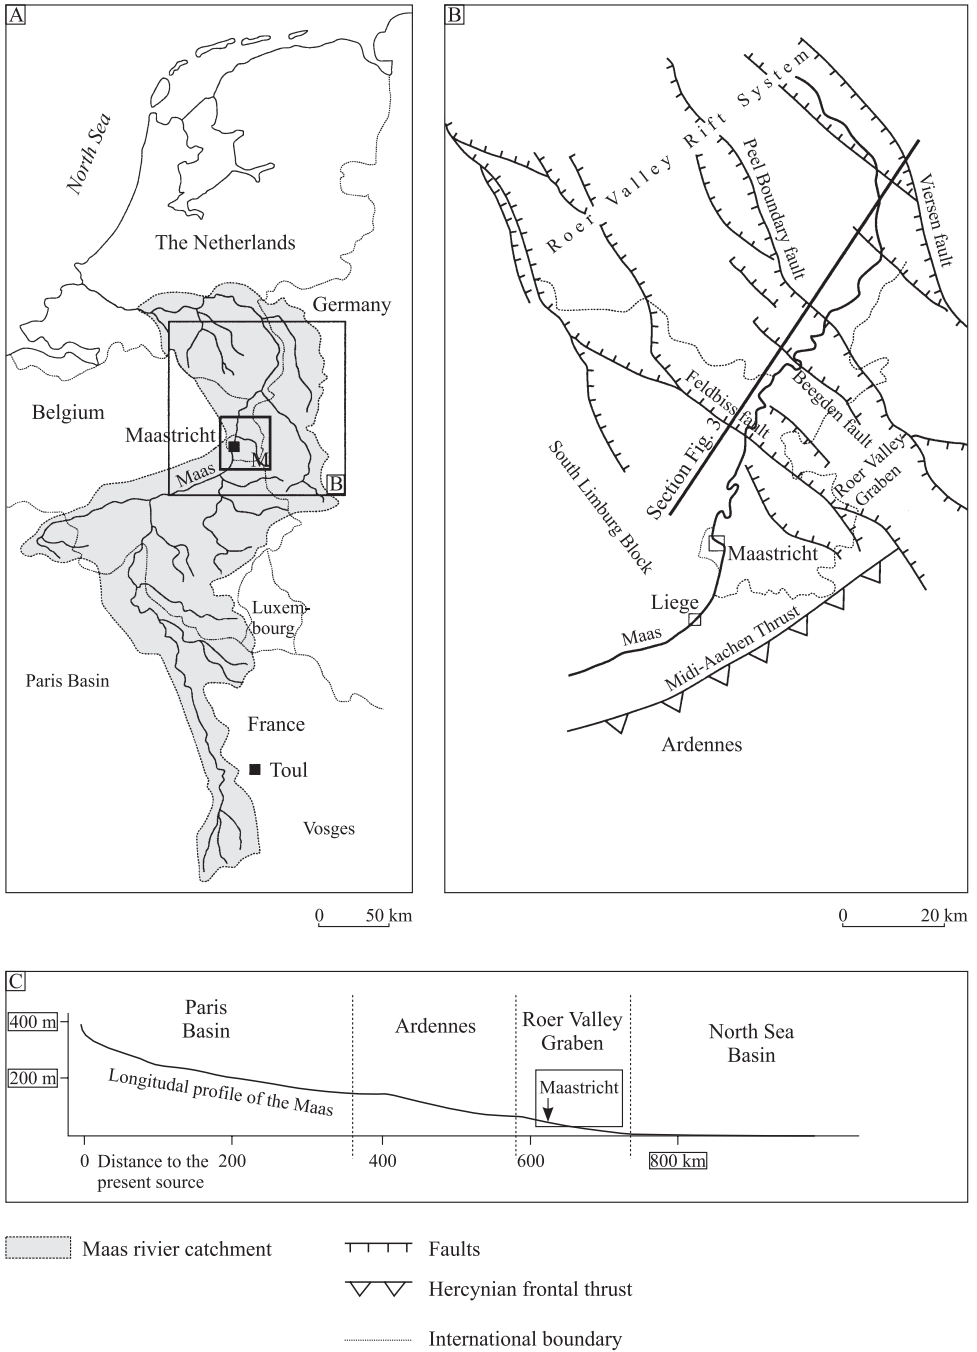 A
North Sea
The Netherlands
Germany
Belgium
Maastricht
M
Maas
B
Luxem-
bourg
Paris Basin
France
Toul
Vosges
0 50 km
B
Roer Valley Rift System
Peel Boundary fault
Viersen fault
Feldbiss fault
Beegden fault
Roer Valley
Graben
Section Fig. 3
South Limburg Block
Maastricht
Liege
Maas
Midi-Aachen Thrust
Ardennes
0 20 km
C
400 m
200 m
Paris
Basin
Ardennes
Roer Valley
Graben
North Sea
Basin
Maastricht
Longitudal profile of the Maas
0 Distance to the 200 400 600 800 km
present source
Maas rivier catchment
Faults
Hercynian frontal thrust
International boundary